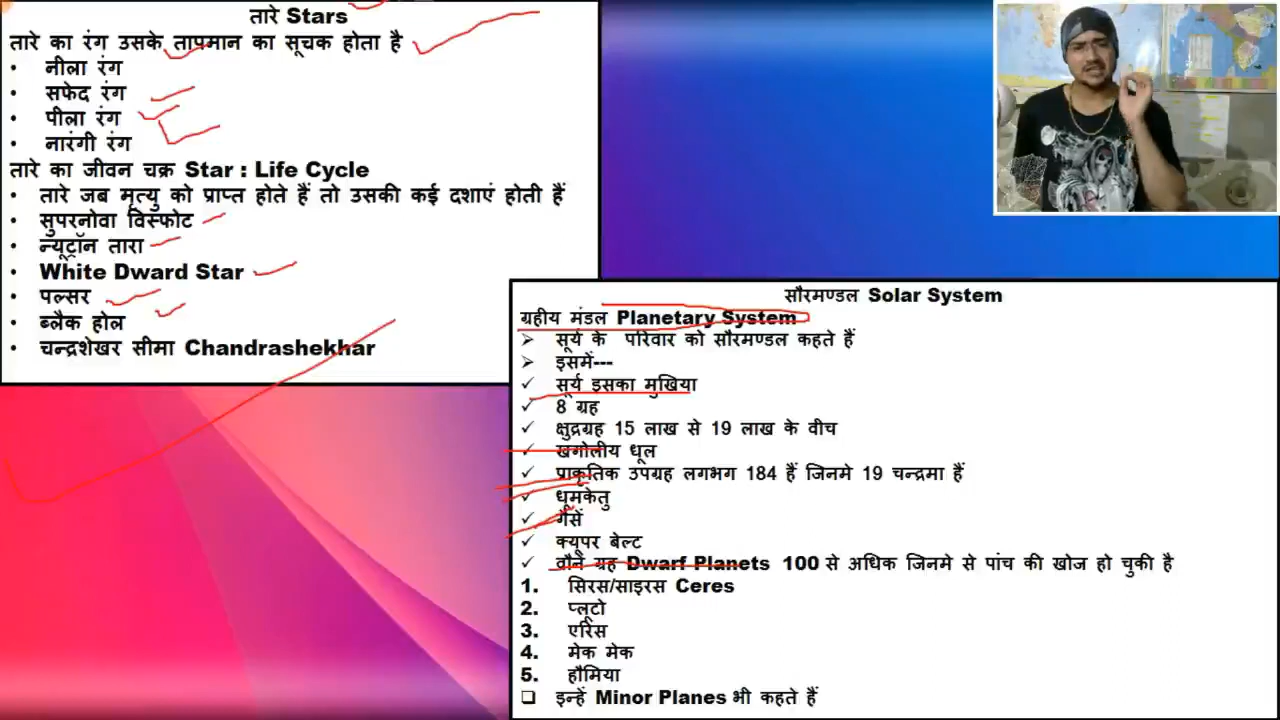 तारे Stars
तारे का रंग उसके तापमान का सूचक होता है
• नीला रंग
• सफेद रंग
• पीला रंग
• नारंगी रंग
तारे का जीवन चक्र Star : Life Cycle
• तारे जब मृत्यु को प्राप्त होते हैं तो उसकी कई दशाएं होती हैं
• सुपरनोवा विस्फोट
• न्यूट्रॉन तारा
• White Dward Star
• पल्सर
• ब्लैक होल
• चन्द्रशेखर सीमा Chandrashekhar
सौरमण्डल Solar System
ग्रहीय मंडल Planetary System
➢ सूर्य के परिवार को सौरमण्डल कहते हैं
➢ इसमें---
✓ सूर्य इसका मुखिया
✓ 8 ग्रह
✓ क्षुद्रग्रह 15 लाख से 19 लाख के वीच
✓ खगोलीय धूल
✓ प्राकृतिक उपग्रह लगभग 184 हैं जिनमे 19 चन्द्रमा हैं
✓ धूमकेतु
✓ गैसें
✓ क्यूपर बेल्ट
✓ वौने ग्रह Dwarf Planets 100 से अधिक जिनमे से पांच की खोज हो चुकी है
1. सिरस/साइरस Ceres
2. प्लूटो
3. एरिस
4. मेक मेक
5. हौमिया
❑ इन्हें Minor Planes भी कहते हैं